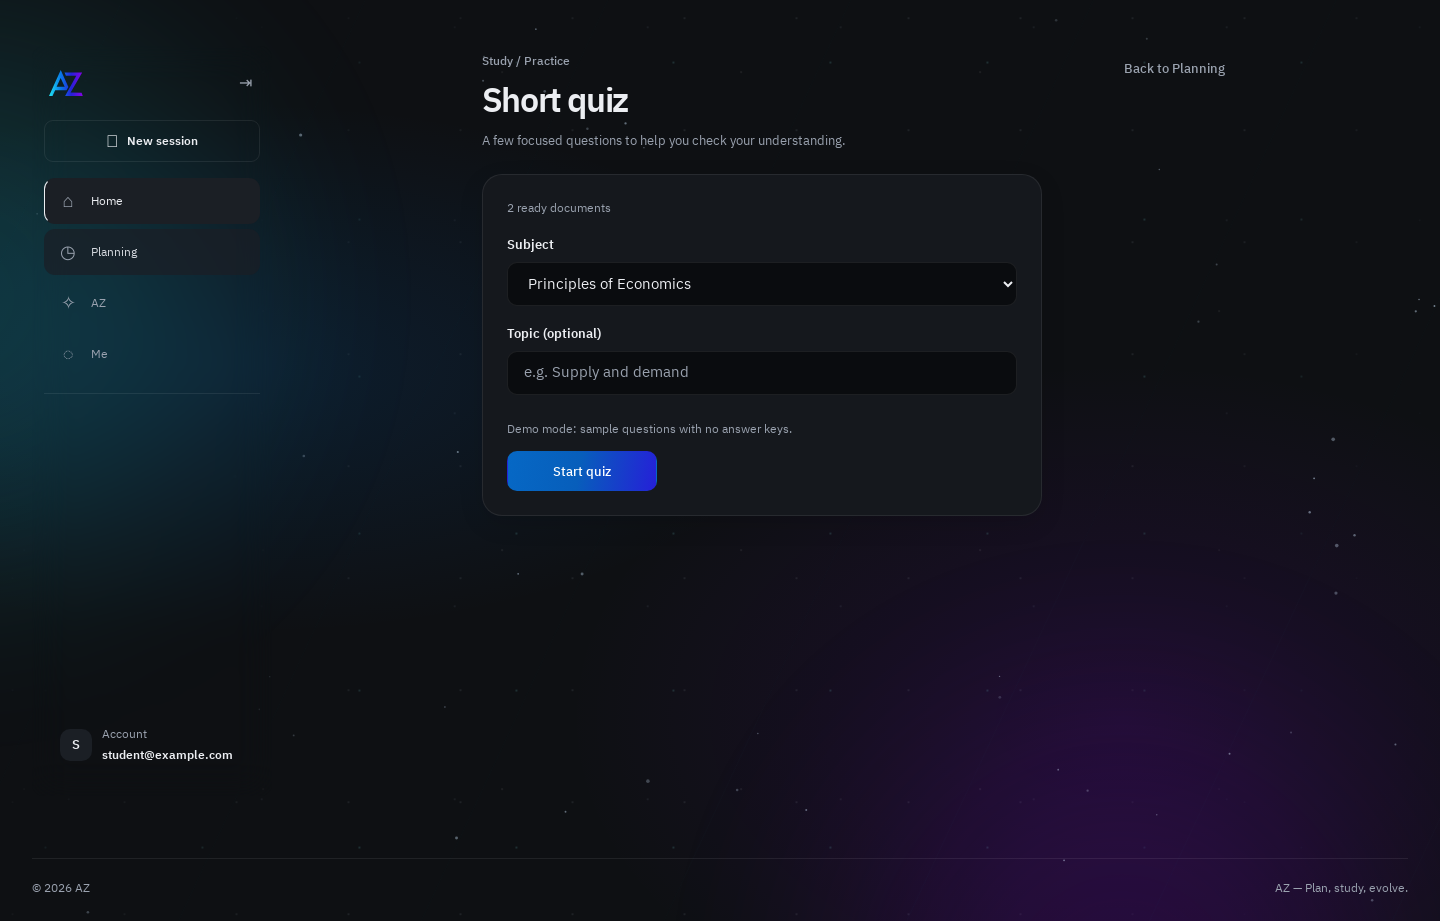 AZ
New session
Home
Planning
AZ
Me
Account
S
student@example.com
Study / Practice
Back to Planning
Short quiz
A few focused questions to help you check your understanding.
2 ready documents
Subject
Principles of Economics
Topic (optional)
e.g. Supply and demand
Demo mode: sample questions with no answer keys.
Start quiz
© 2026 AZ
AZ — Plan, study, evolve.